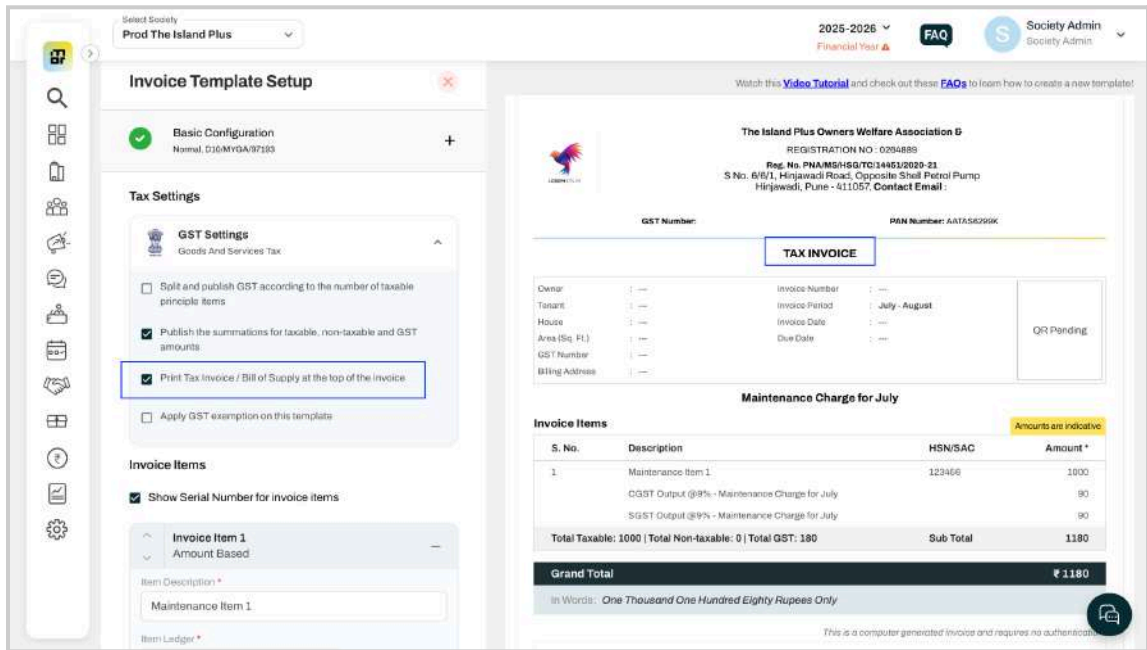 Select Society
Prod The Island Plus
2025-2026
Financial Year
FAQ
S
Society Admin
Society Admin
Invoice Template Setup
Watch this Video Tutorial and check out these FAQs to learn how to create a new template!
Basic Configuration
Normal, D16/MYGA/97193
Tax Settings
GST Settings
Goods And Services Tax
Split and publish GST according to the number of taxable
principle items
Publish the summations for taxable, non-taxable and GST
amounts
Print Tax Invoice / Bill of Supply at the top of the invoice
Apply GST exemption on this template
Invoice Items
Show Serial Number for invoice items
Invoice Item 1
Amount Based
Item Description *
Maintenance Item 1
Item Ledger *
The Island Plus Owners Welfare Association &
REGISTRATION NO : 0284889
Reg. No. PNA/MS/HSG/TC/14451/2020-21
S No. 6/6/1, Hinjawadi Road, Opposite Shell Petrol Pump
Hinjawadi, Pune - 411057, Contact Email :
GST Number: PAN Number: AATAS6299K
TAX INVOICE
Owner : --- Invoice Number : ---
Tenant : --- Invoice Period : July - August
House : --- Invoice Date : ---
Area (Sq. Ft.) : --- Due Date : ---
GST Number : ---
Billing Address : ---
QR Pending
Maintenance Charge for July
Invoice Items
Amounts are indicative
S. No. Description HSN/SAC Amount *
1 Maintenance Item 1 123466 1000
CGST Output @9% - Maintenance Charge for July 90
SGST Output @9% - Maintenance Charge for July 90
Total Taxable: 1000 | Total Non-taxable: 0 | Total GST: 180 Sub Total 1180
Grand Total ₹ 1180
In Words: One Thousand One Hundred Eighty Rupees Only
This is a computer generated invoice and requires no